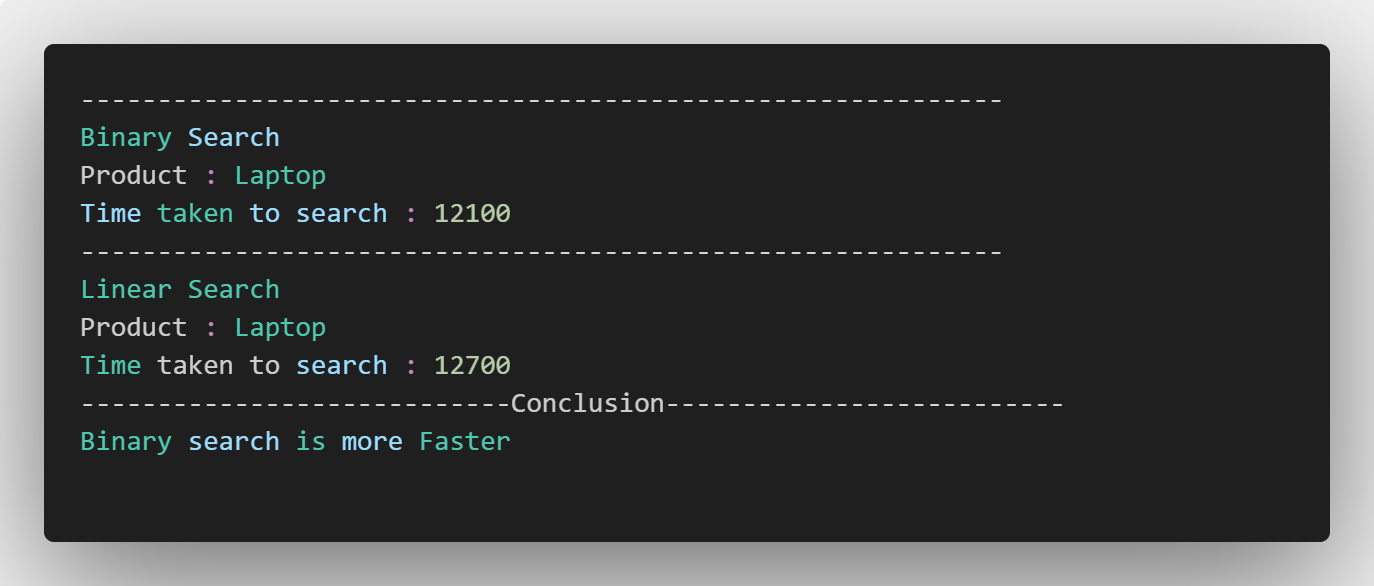 ------------------------------------------------------------
Binary Search
Product : Laptop
Time taken to search : 12100
------------------------------------------------------------
Linear Search
Product : Laptop
Time taken to search : 12700
----------------------------Conclusion--------------------------
Binary search is more Faster